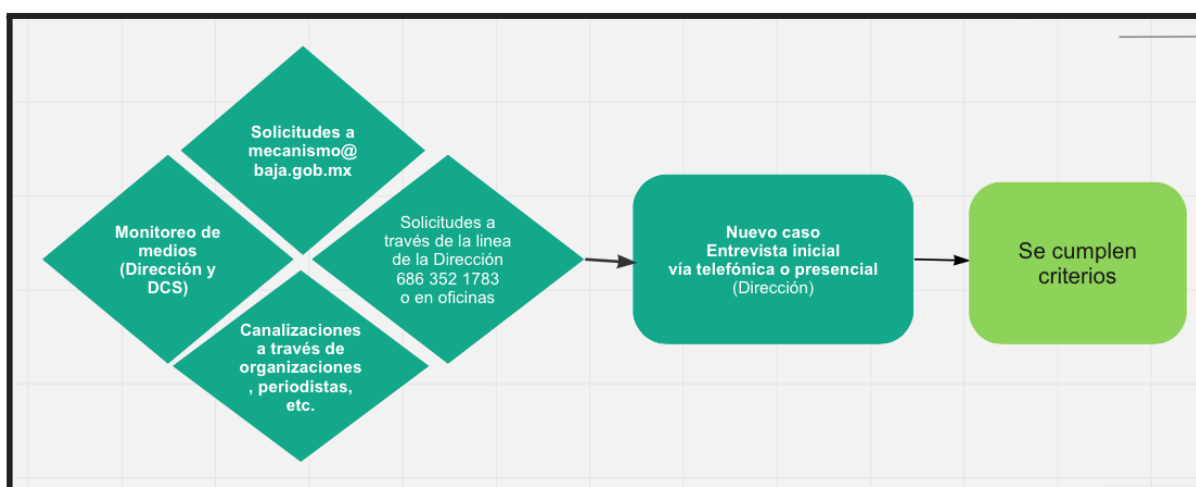 Solicitudes a
mecanismo@
baja.gob.mx
Monitoreo de
medios
(Dirección y
DCS)
Solicitudes a
través de la linea
de la Dirección
686 352 1783
o en oficinas
Canalizaciones
a través de
organizaciones
, periodistas,
etc.
Nuevo caso
Entrevista inicial
vía telefónica o presencial
(Dirección)
Se cumplen
criterios